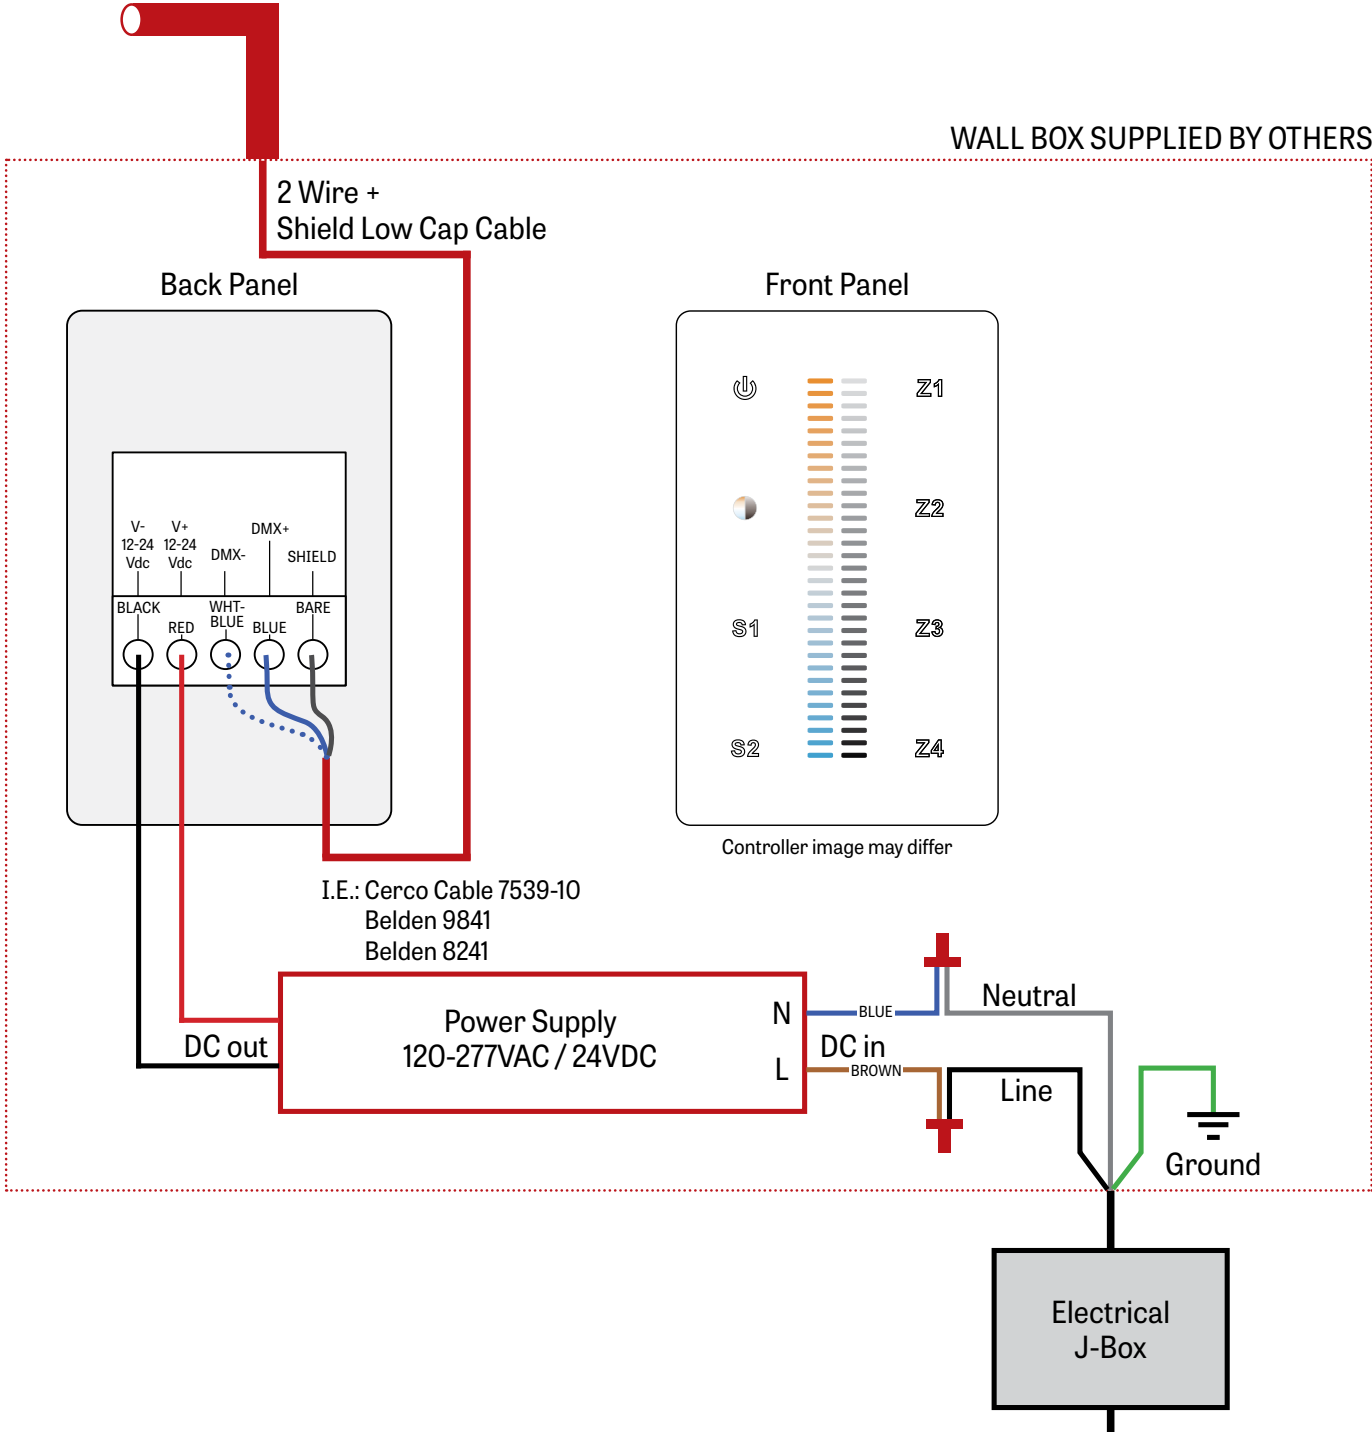 WALL BOX SUPPLIED BY OTHERS
2 Wire +
Shield Low Cap Cable
Back Panel
Front Panel
V-
12-24
Vdc
V+
12-24
Vdc
DMX-
DMX+
SHIELD
BLACK
RED
WHT-
BLUE
BLUE
BARE
Z1
Z2
S1
Z3
S2
Z4
Controller image may differ
I.E.: Cerco Cable 7539-10
Belden 9841
Belden 8241
Power Supply
120-277VAC / 24VDC
N
L
DC out
DC in
BLUE
BROWN
Neutral
Line
Ground
Electrical
J-Box